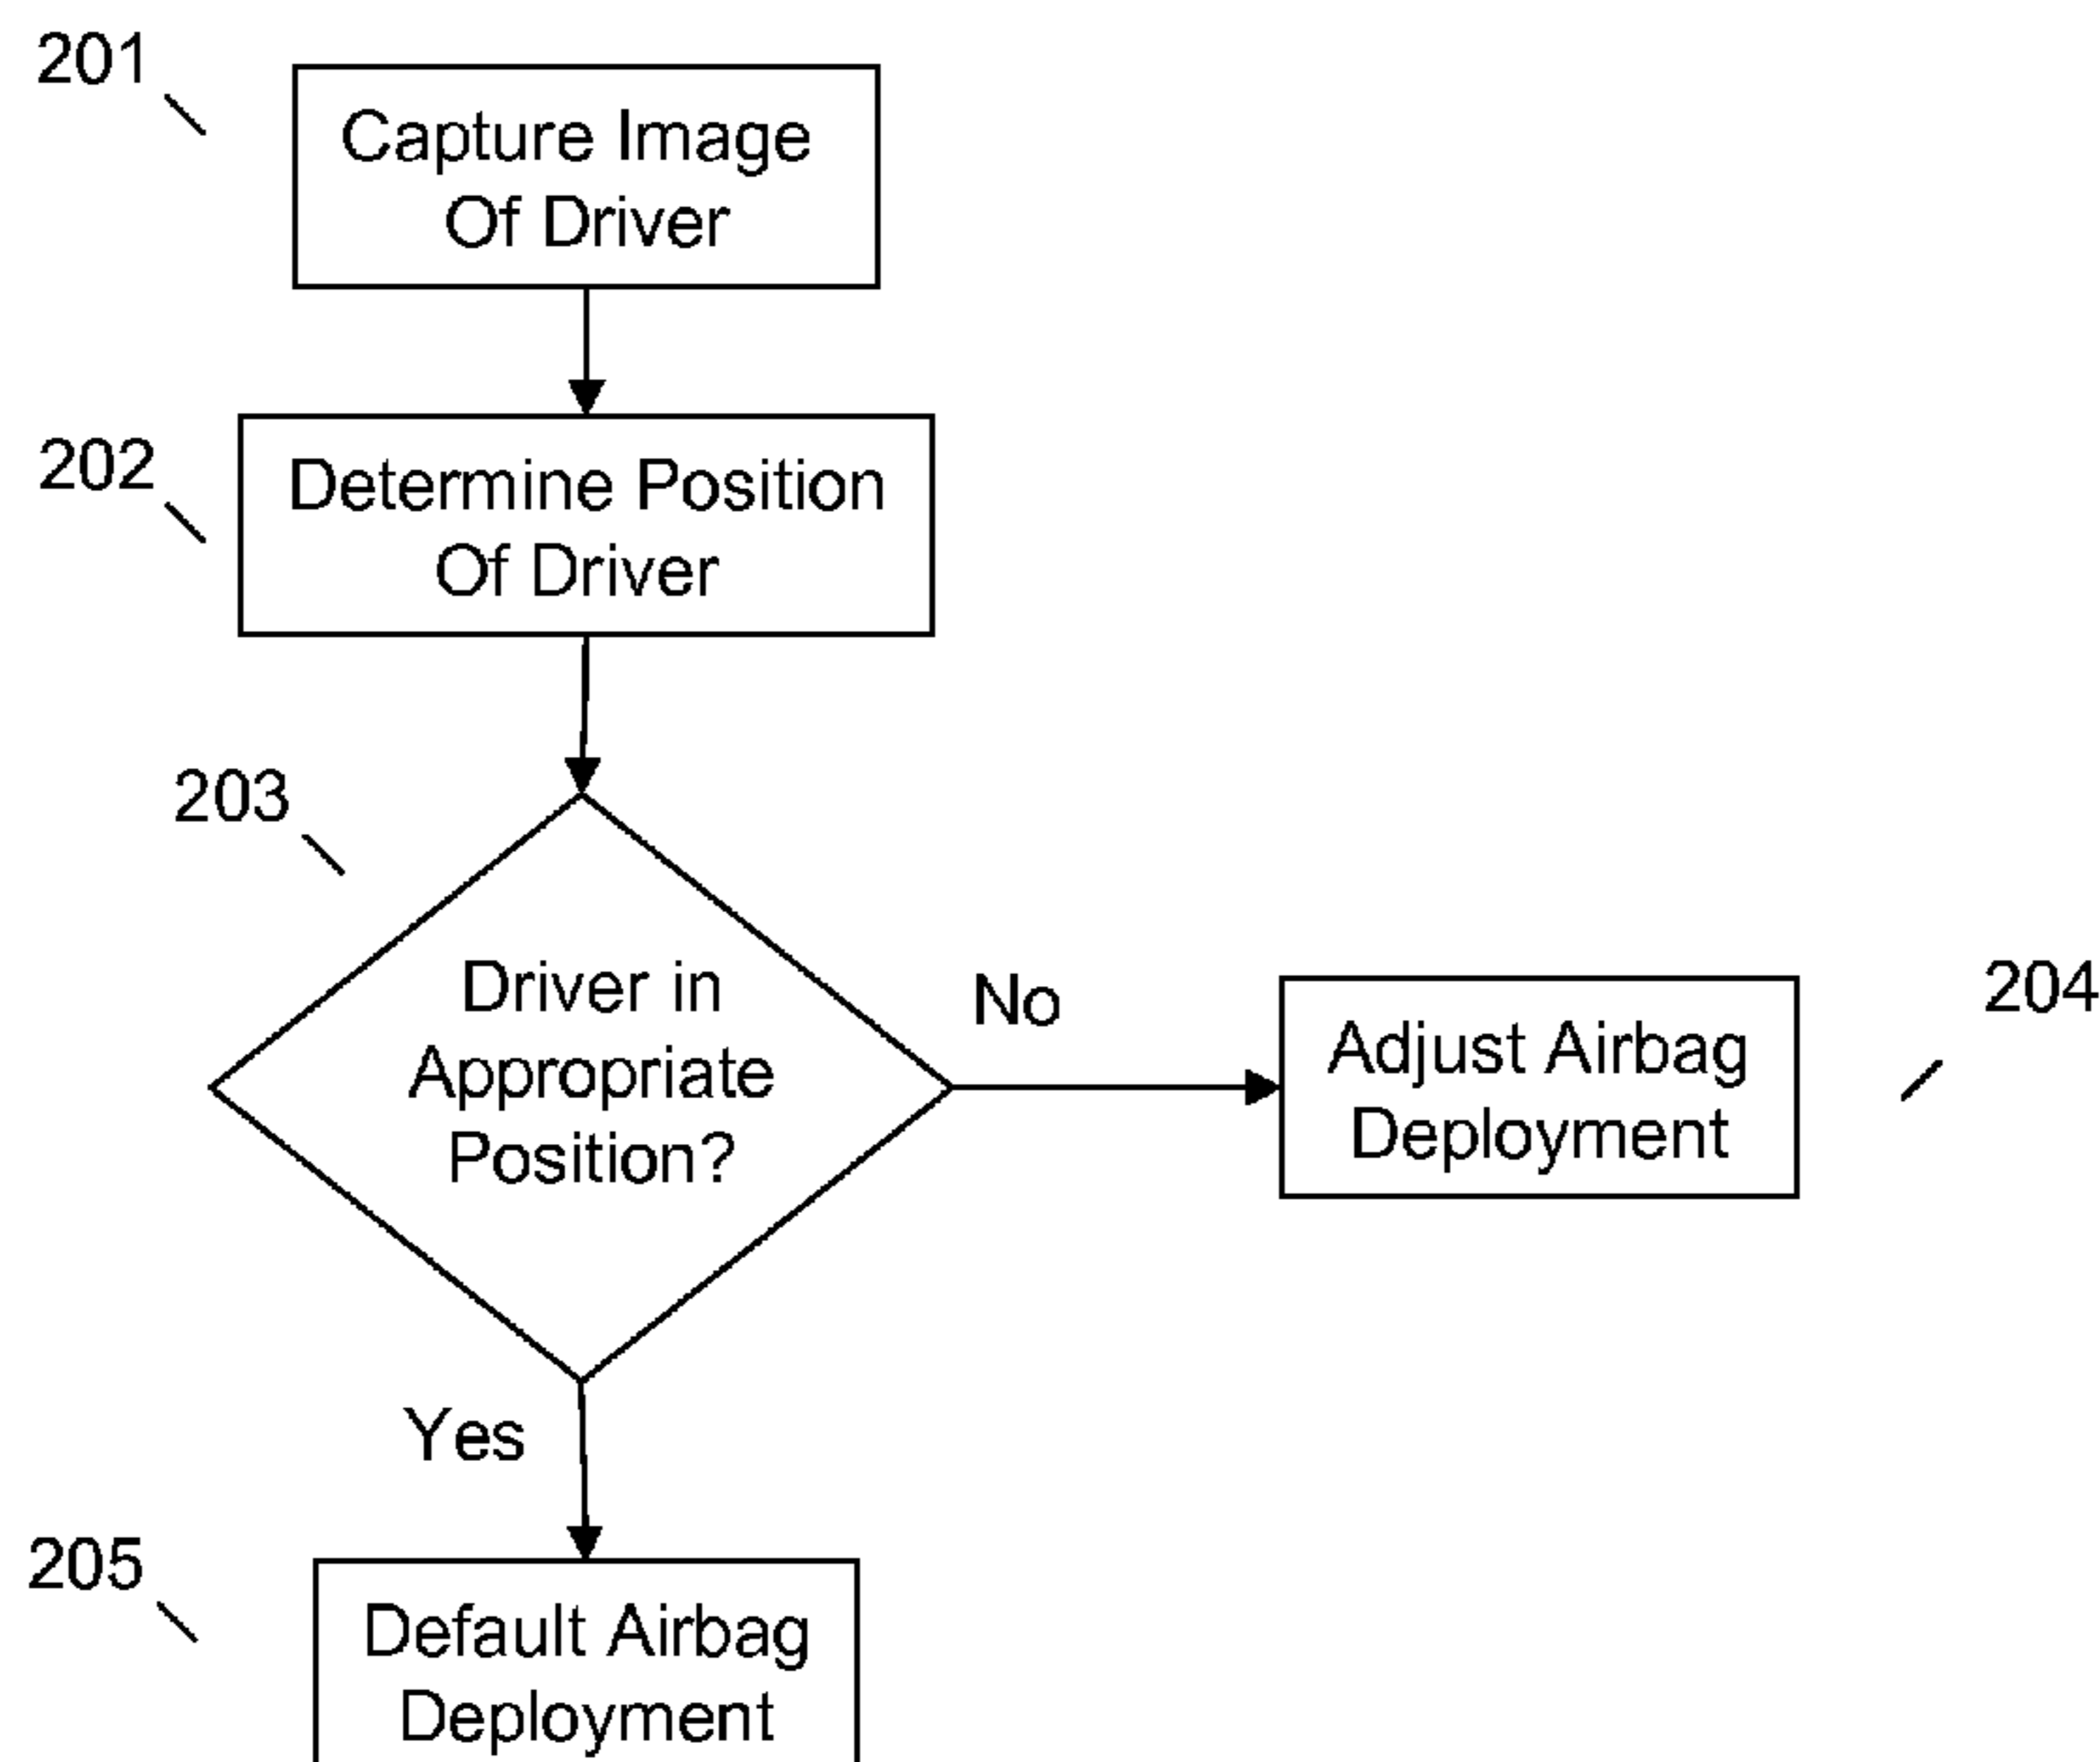 201
Capture Image
Of Driver
202
Determine Position
Of Driver
203
Driver in
Appropriate
Position?
No
Adjust Airbag
Deployment
204
Yes
205
Default Airbag
Deployment